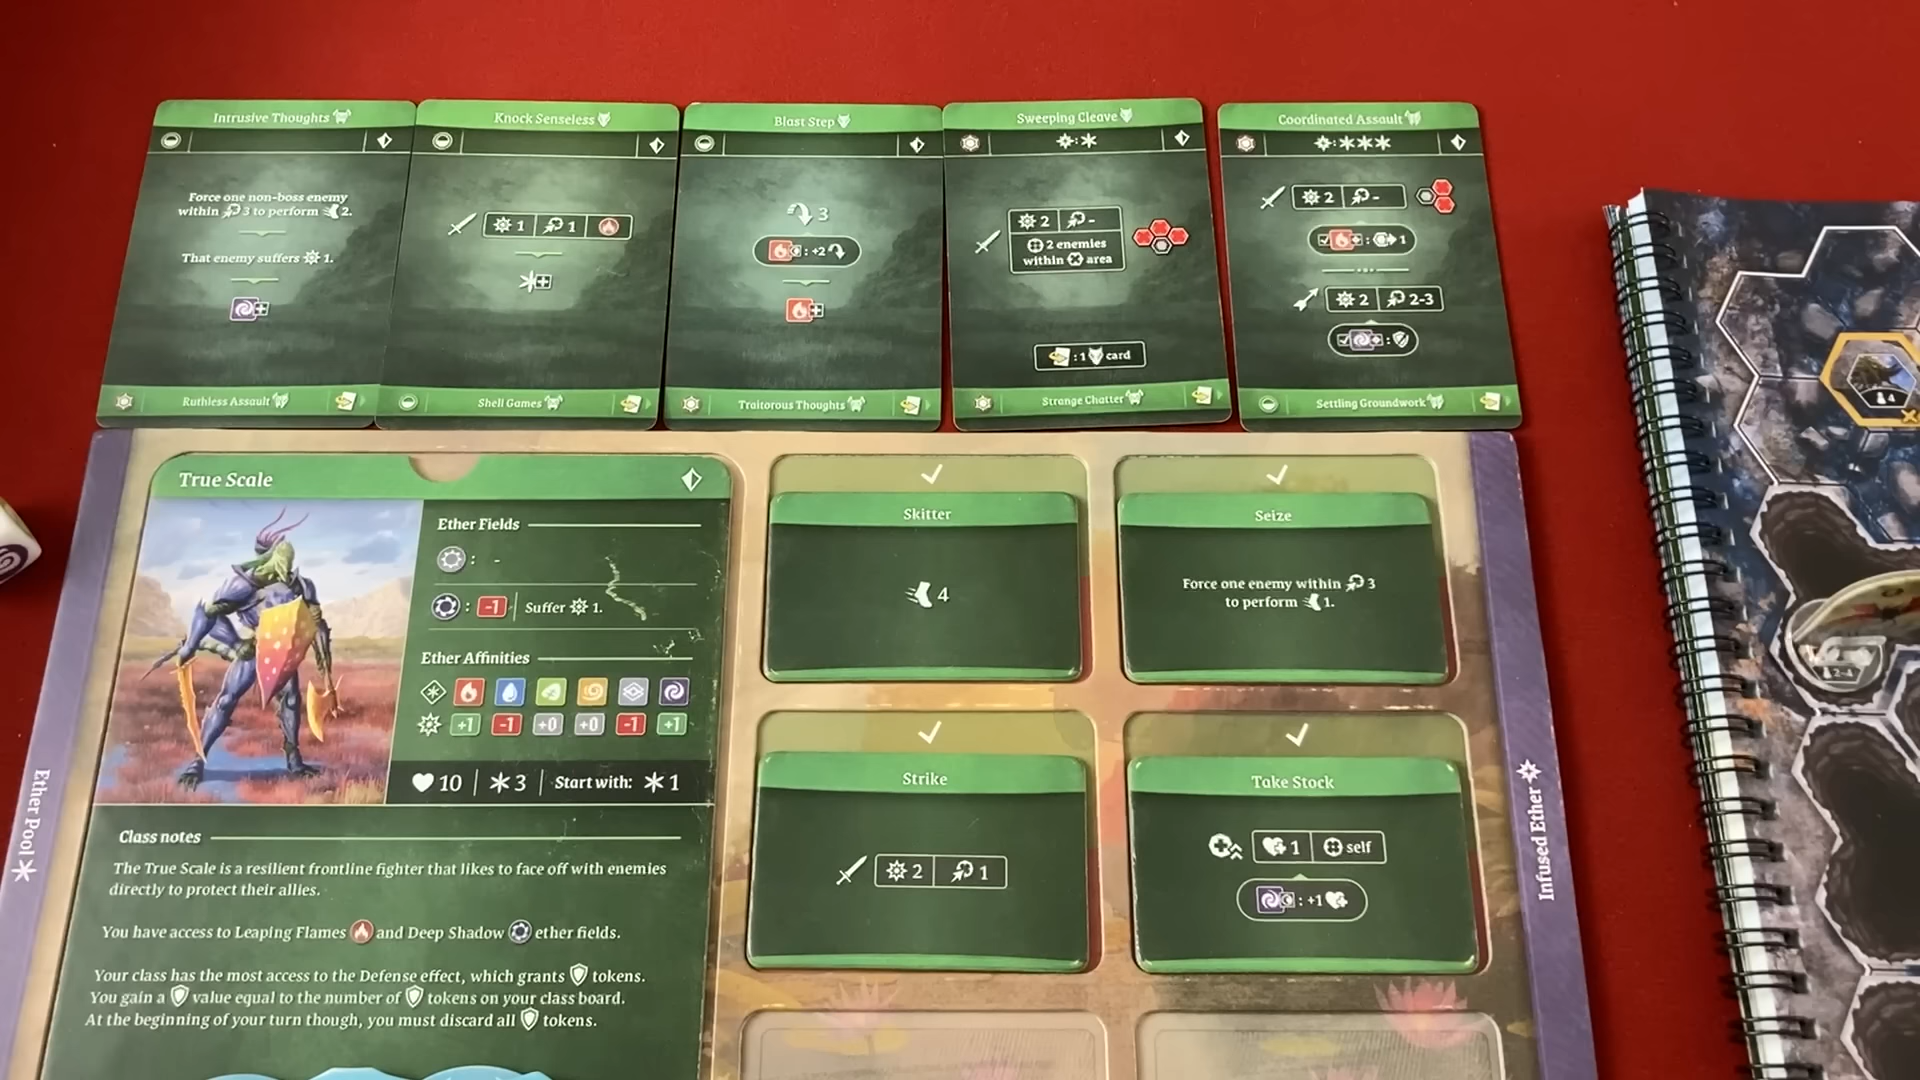 Intrusive Thoughts
Force one non-boss enemy
within 3 to perform 2.
That enemy suffers 1.
Ruthless Assault
Knock Senseless
1 1
Shell Games
Blast Step
3
: +2
Traitorous Thoughts
Sweeping Cleave
:
2 -
2 enemies
within area
: 1 card
Strange Chatter
Coordinated Assault
:
2 -
: 1
2 2-3
:
Settling Groundwork
True Scale
Ether Fields
: -
: -1 Suffer 1.
Ether Affinities
+1 -1 +0 +0 -1 +1
10 | 3 | Start with: 1
Class notes
The True Scale is a resilient frontline fighter that likes to face off with enemies
directly to protect their allies.
You have access to Leaping Flames and Deep Shadow ether fields.
Your class has the most access to the Defense effect, which grants tokens.
You gain a value equal to the number of tokens on your class board.
At the beginning of your turn though, you must discard all tokens.
Skitter
4
Seize
Force one enemy within 3
to perform 1.
Strike
2 1
Take Stock
1 self
: +1
Ether Pool
Infused Ether
4